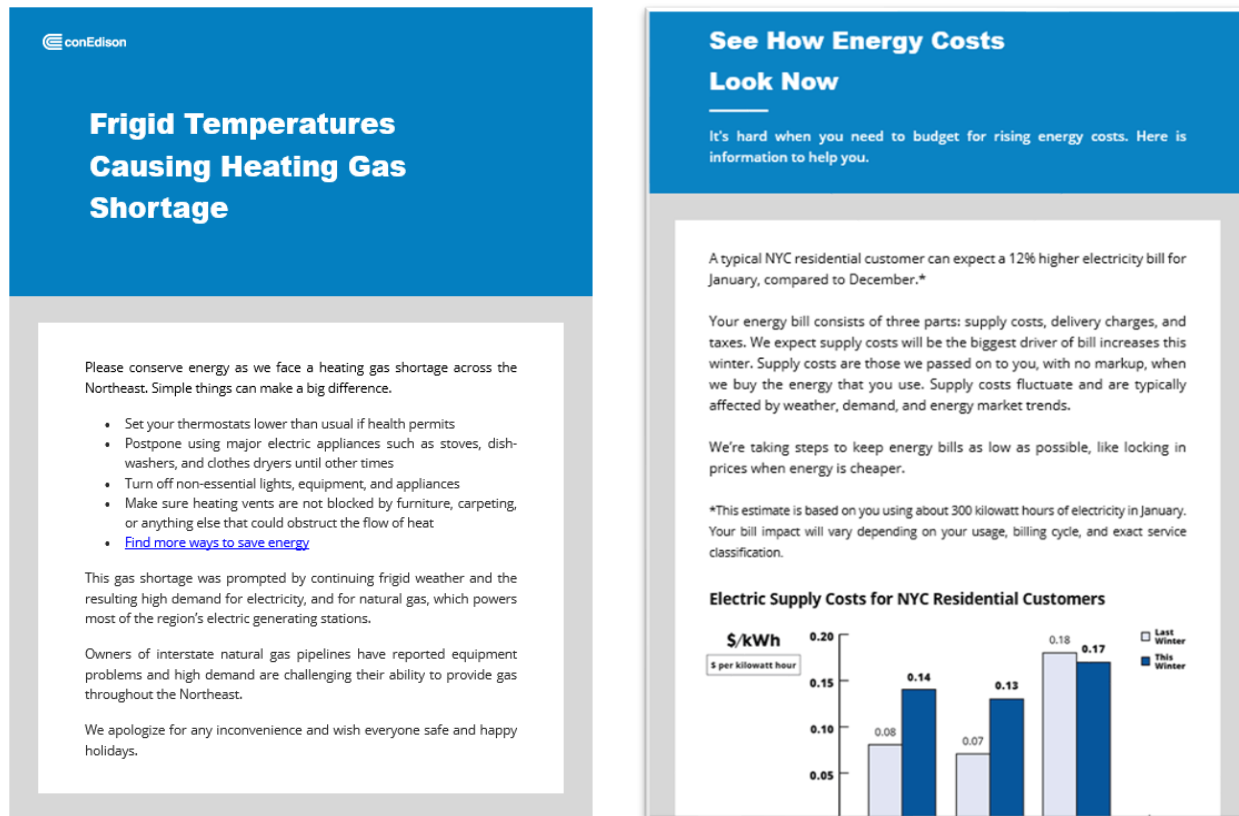 conEdison
Frigid Temperatures
Causing Heating Gas
Shortage
Please conserve energy as we face a heating gas shortage across the
Northeast. Simple things can make a big difference.
• Set your thermostats lower than usual if health permits
• Postpone using major electric appliances such as stoves, dish-
washers, and clothes dryers until other times
• Turn off non-essential lights, equipment, and appliances
• Make sure heating vents are not blocked by furniture, carpeting,
or anything else that could obstruct the flow of heat
• Find more ways to save energy
This gas shortage was prompted by continuing frigid weather and the
resulting high demand for electricity, and for natural gas, which powers
most of the region's electric generating stations.
Owners of interstate natural gas pipelines have reported equipment
problems and high demand are challenging their ability to provide gas
throughout the Northeast.
We apologize for any inconvenience and wish everyone safe and happy
holidays.
See How Energy Costs
Look Now
It's hard when you need to budget for rising energy costs. Here is
information to help you.
A typical NYC residential customer can expect a 12% higher electricity bill for
January, compared to December.*
Your energy bill consists of three parts: supply costs, delivery charges, and
taxes. We expect supply costs will be the biggest driver of bill increases this
winter. Supply costs are those we passed on to you, with no markup, when
we buy the energy that you use. Supply costs fluctuate and are typically
affected by weather, demand, and energy market trends.
We're taking steps to keep energy bills as low as possible, like locking in
prices when energy is cheaper.
*This estimate is based on you using about 300 kilowatt hours of electricity in January.
Your bill impact will vary depending on your usage, billing cycle, and exact service
classification.
Electric Supply Costs for NYC Residential Customers
$/kWh
$ per kilowatt hour
0.20
0.15
0.10
0.05
0.08
0.14
0.07
0.13
0.18
0.17
Last
Winter
This
Winter